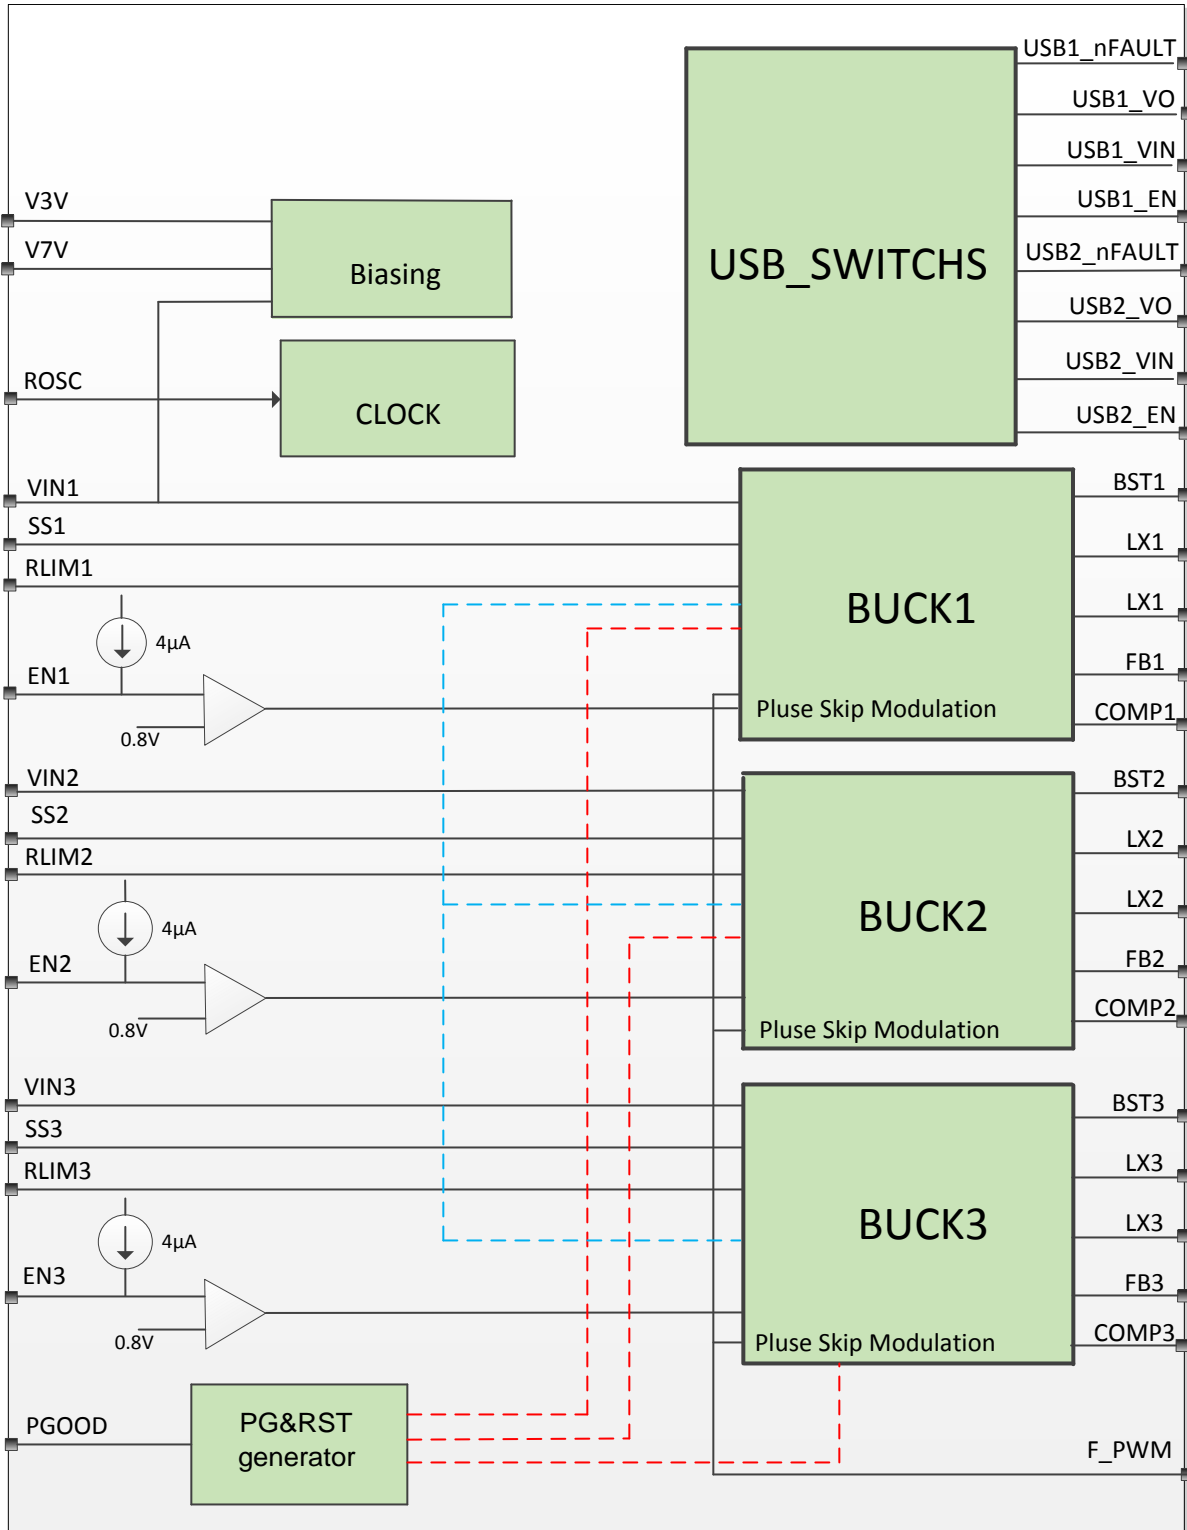 USB1_nFAULT
USB1_VO
USB1_VIN
USB1_EN
USB2_nFAULT
USB2_VO
USB2_VIN
USB2_EN
USB_SWITCHS
V3V
V7V
Biasing
ROSC
CLOCK
VIN1
SS1
RLIM1
4µA
EN1
0.8V
BUCK1
Pluse Skip Modulation
BST1
LX1
LX1
FB1
COMP1
VIN2
SS2
RLIM2
4µA
EN2
0.8V
BUCK2
Pluse Skip Modulation
BST2
LX2
LX2
FB2
COMP2
VIN3
SS3
RLIM3
4µA
EN3
0.8V
BUCK3
Pluse Skip Modulation
BST3
LX3
LX3
FB3
COMP3
PGOOD
PG&RST
generator
F_PWM